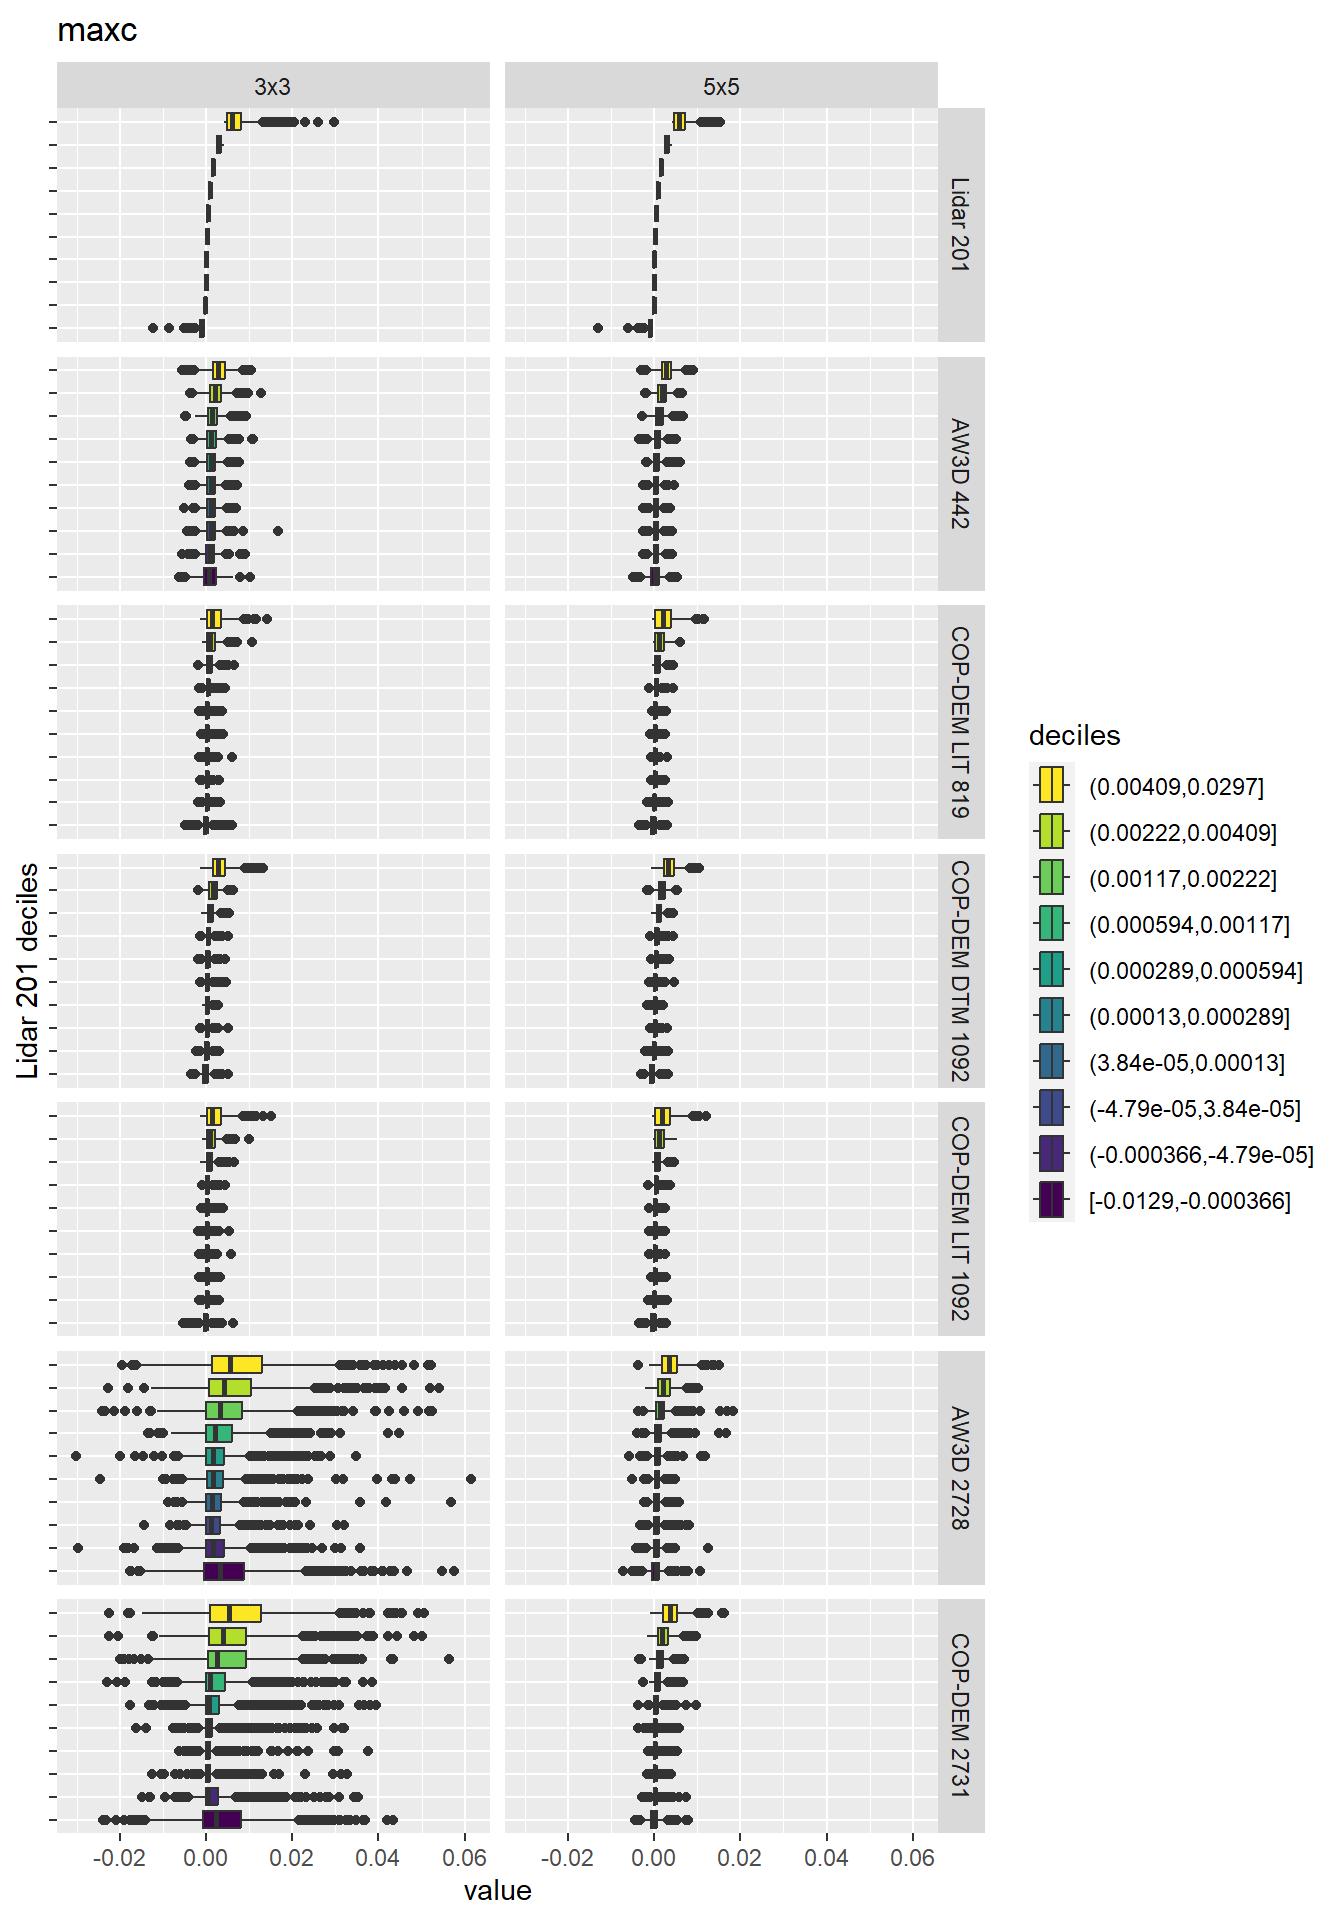 maxc
3x3
5x5
Lidar 201
AW3D 442
COP-DEM LIT 819
COP-DEM DTM 1092
COP-DEM LIT 1092
AW3D 2728
COP-DEM 2731
Lidar 201 deciles
-0.02 0.00 0.02 0.04 0.06
-0.02 0.00 0.02 0.04 0.06
value
deciles
(0.00409,0.0297]
(0.00222,0.00409]
(0.00117,0.00222]
(0.000594,0.00117]
(0.000289,0.000594]
(0.00013,0.000289]
(3.84e-05,0.00013]
(-4.79e-05,3.84e-05]
(-0.000366,-4.79e-05]
[-0.0129,-0.000366]